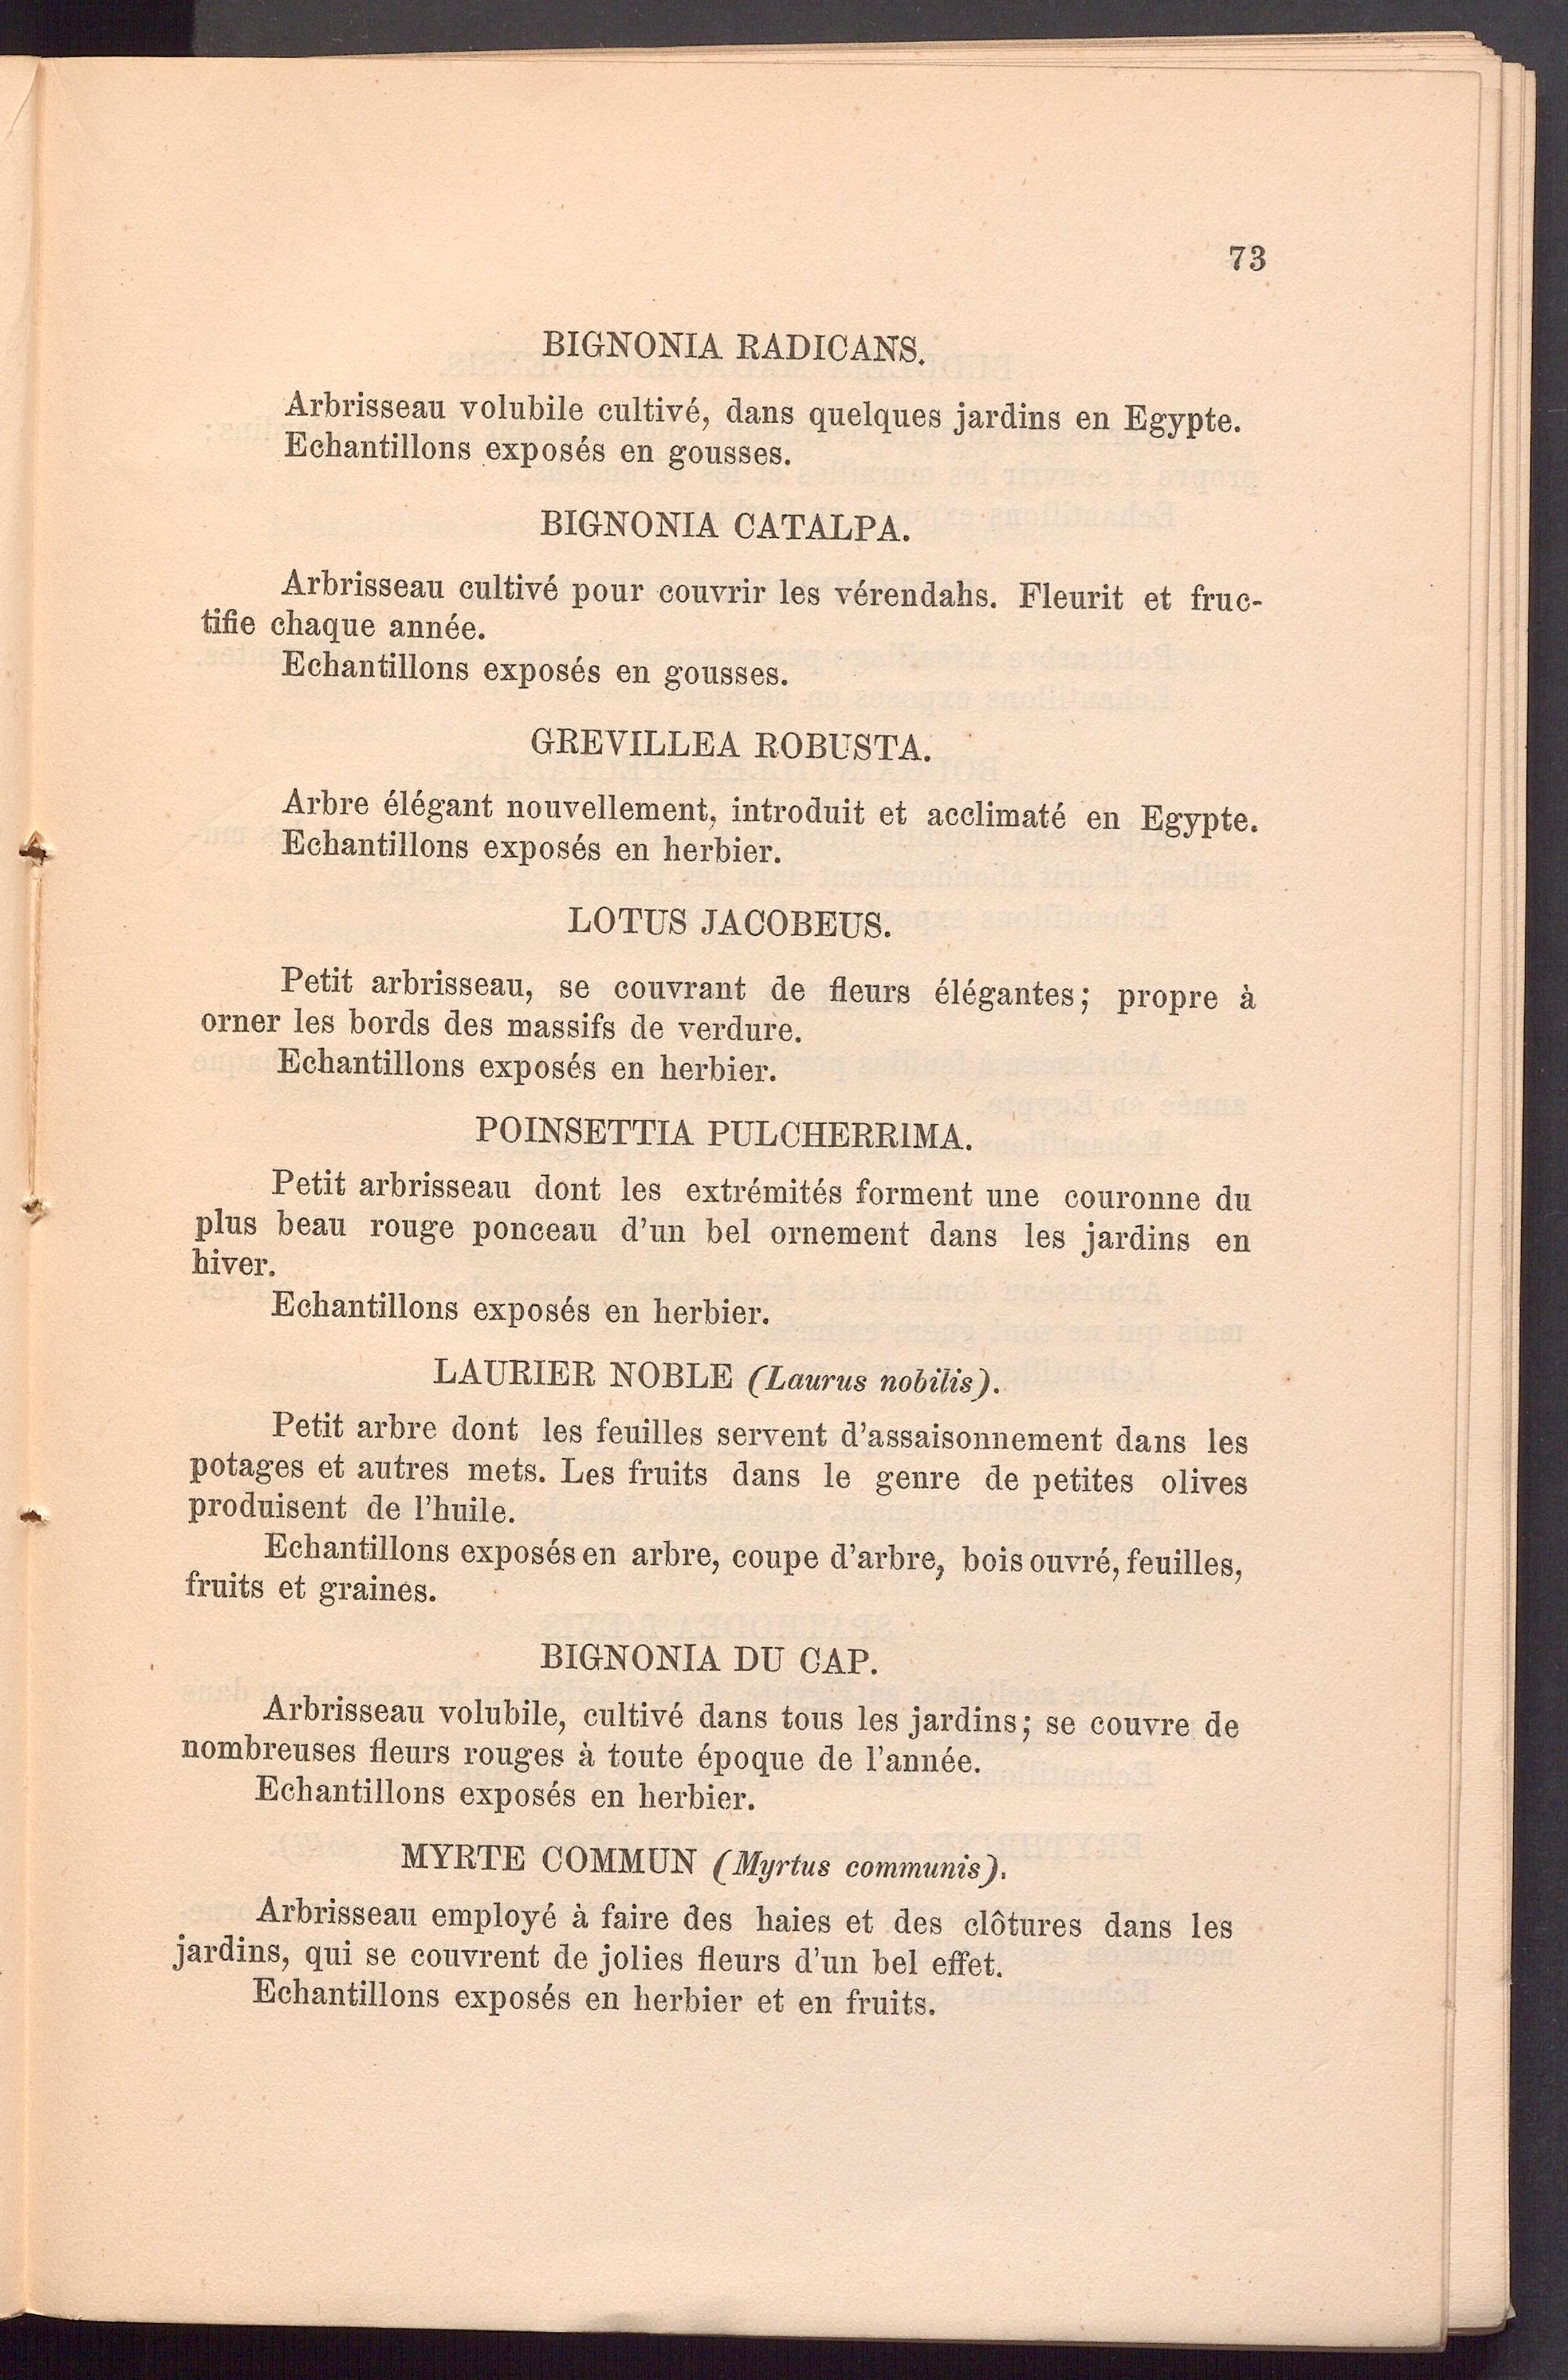 73
BIGNONIA RADICANS.
Arbrisseau volubile cultivé, dans quelques jardins en Egypte.
Echantillons exposés en gousses.
BIGNONIA CATALPA.
Arbrisseau cultivé pour couvrir les vérendahs. Fleurit et fruc-
tifie chaque année.
Echantillons exposés en gousses.
GREVILLEA ROBUSTA.
Arbre élégant nouvellement, introduit et acclimaté en Egypte.
Echantillons exposés en herbier.
LOTUS JACOBEUS.
Petit arbrisseau, se couvrant de fleurs élégantes; propre à
orner les bords des massifs de verdure.
Echantillons exposés en herbier.
POINSETTIA PULCHERR1MA.
Petit arbrisseau dont les extrémités forment une couronne du
plus beau rouge ponceau d'un bel ornement dans les jardins en
hiver.
Echantillons exposés en herbier.
LAURIER NOBLE (Laurus nobilis).
Petit arbre dont les feuilles servent d'assaisonnement dans les
potages et autres mets. Les fruits dans le genre de petites olives
produisent de l'huile.
Echantillons exposés en arbre, coupe d'arbre, bois ouvré, feuilles,
fruits et graines.
BIGNONIA DU CAP.
Arbrisseau volubile, cultivé dans tous les jardins; se couvre de
nombreuses fleurs rouges à toute époque de l'année.
Echantillons exposés en herbier.
MYRTE COMMUN (Myrtus communis).
Arbrisseau employé à faire des haies et des clôtures dans les
jardins, qui se couvrent de jolies fleurs d'un bel effet.
Echantillons exposés en herbier et en fruits.